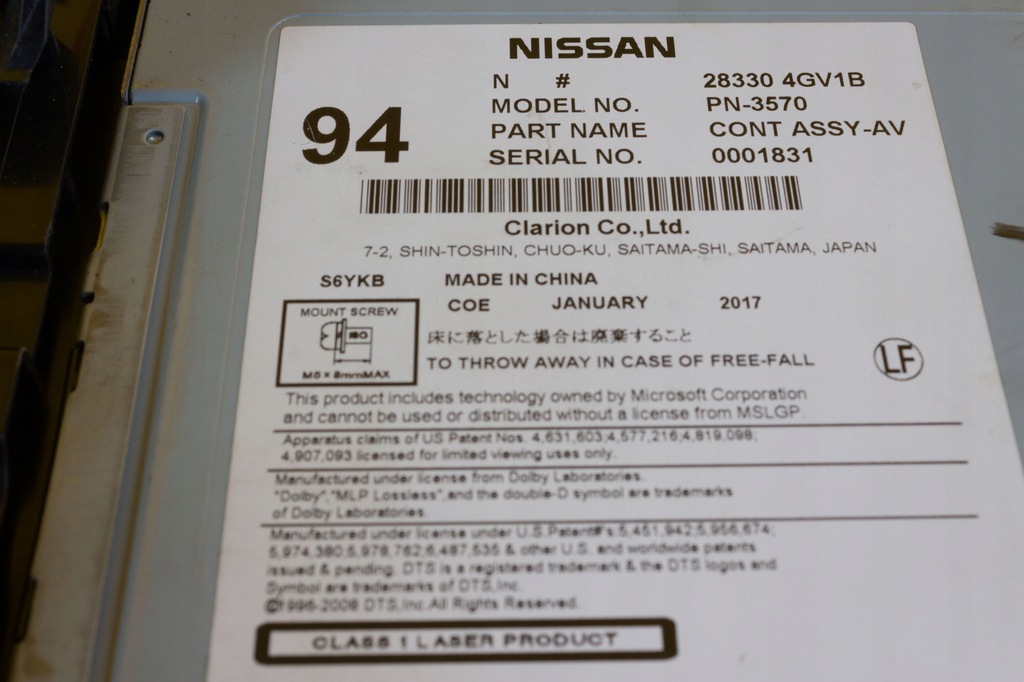 NISSAN
N # 28330 4GV1B
MODEL NO. PN-3570
94
PART NAME CONT ASSY-AV
SERIAL NO. 0001831
Clarion Co.,Ltd.
7-2, SHIN-TOSHIN, CHUO-KU, SAITAMA-SHI, SAITAMA, JAPAN
S6YKB MADE IN CHINA
COE JANUARY 2017
MOUNT SCREW
ISO
M5 × 8mmMAX
床に落とした場合は廃棄すること
TO THROW AWAY IN CASE OF FREE-FALL
LF
This product includes technology owned by Microsoft Corporation
and cannot be used or distributed without a license from MSLGP.
Apparatus claims of US Patent Nos. 4,631,603;4,577,216;4,819,098;
4,907,093 licensed for limited viewing uses only.
Manufactured under license from Dolby Laboratories.
"Dolby","MLP Lossless",and the double-D symbol are trademarks
of Dolby Laboratories.
Manufactured under license under U.S.Patent#'s:5,451,942;5,956,674;
5,974,380;5,978,762;6,487,535 & other U.S. and worldwide patents
issued & pending. DTS is a registered trademark & the DTS logos and
Symbol are trademarks of DTS,Inc.
©1996-2008 DTS,Inc.All Rights Reserved.
CLASS 1 LASER PRODUCT